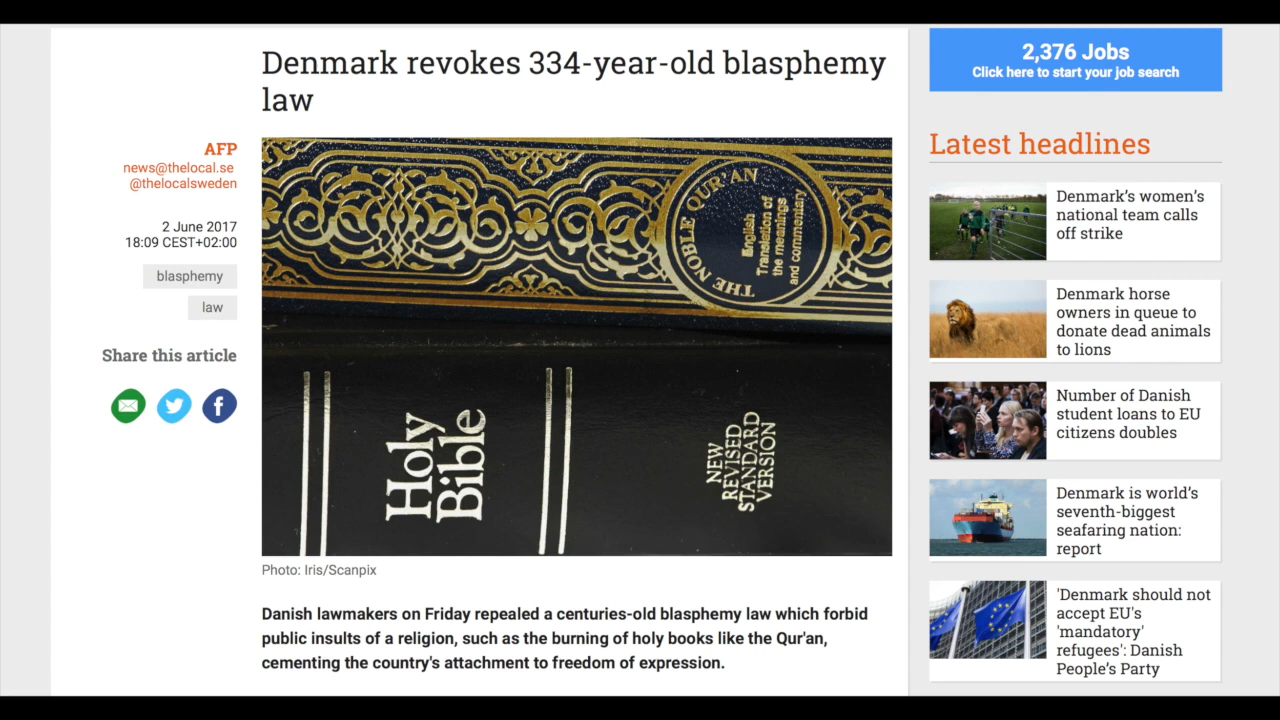 Denmark revokes 334-year-old blasphemy
law
AFP
news@thelocal.se
@thelocalsweden
2 June 2017
18:09 CEST+02:00
blasphemy
law
Share this article
THE NOBLE QUR'AN
English
Translation of
the meanings
and commentary
Holy
Bible
NEW
REVISED
STANDARD
VERSION
Photo: Iris/Scanpix
Danish lawmakers on Friday repealed a centuries-old blasphemy law which forbid
public insults of a religion, such as the burning of holy books like the Qur'an,
cementing the country's attachment to freedom of expression.
2,376 Jobs
Click here to start your job search
Latest headlines
Denmark’s women’s
national team calls
off strike
Denmark horse
owners in queue to
donate dead animals
to lions
Number of Danish
student loans to EU
citizens doubles
Denmark is world’s
seventh-biggest
seafaring nation:
report
'Denmark should not
accept EU's
'mandatory'
refugees': Danish
People’s Party